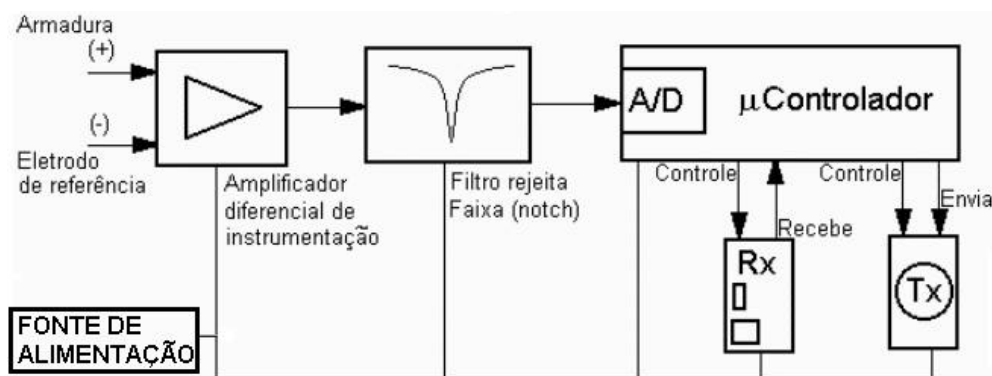 Armadura
(+)
(-)
Eletrodo
de referência
Amplificador
diferencial de
instrumentação
Filtro rejeita
Faixa (notch)
A/D
µControlador
Controle
Recebe
Controle
Envia
Rx
Tx
FONTE DE
ALIMENTAÇÃO